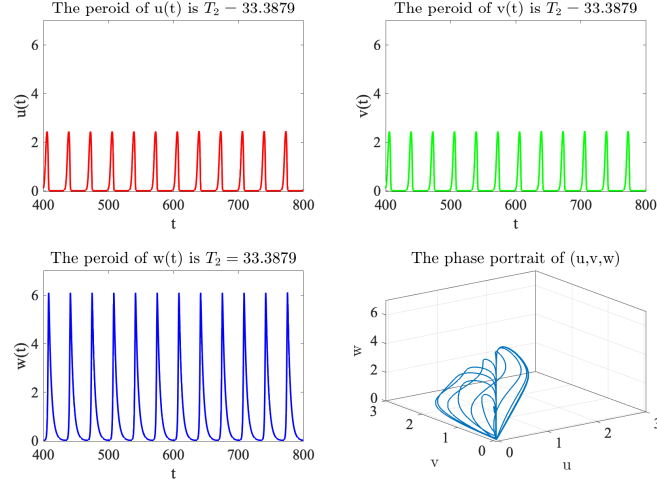 The peroid of u(t) is T₂ − 33.3879
u(t)
6
4
2
0
400 500 600 700 800
t
The peroid of v(t) is T₂ − 33.3879
v(t)
6
4
2
0
400 500 600 700 800
t
The peroid of w(t) is T₂ = 33.3879
w(t)
6
4
2
0
400 500 600 700 800
t
The phase portrait of (u,v,w)
w
6
4
2
0
3 2 1 0
v
0 1 2 3
u